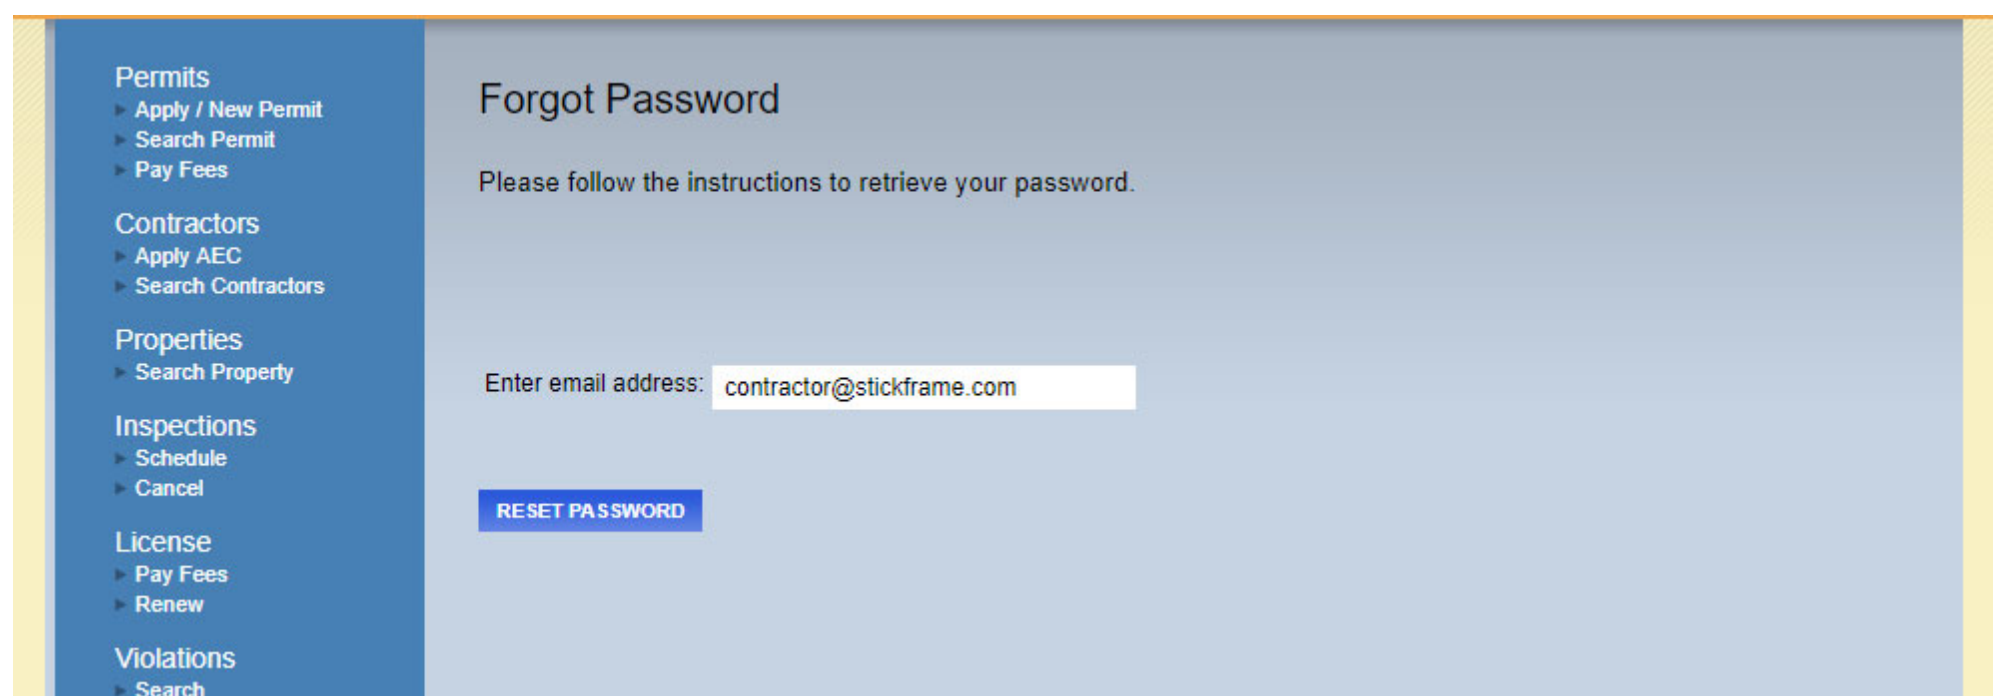 Permits
Apply / New Permit
Search Permit
Pay Fees
Contractors
Apply AEC
Search Contractors
Properties
Search Property
Inspections
Schedule
Cancel
License
Pay Fees
Renew
Violations
Search
Forgot Password
Please follow the instructions to retrieve your password.
Enter email address: contractor@stickframe.com
RESET PASSWORD